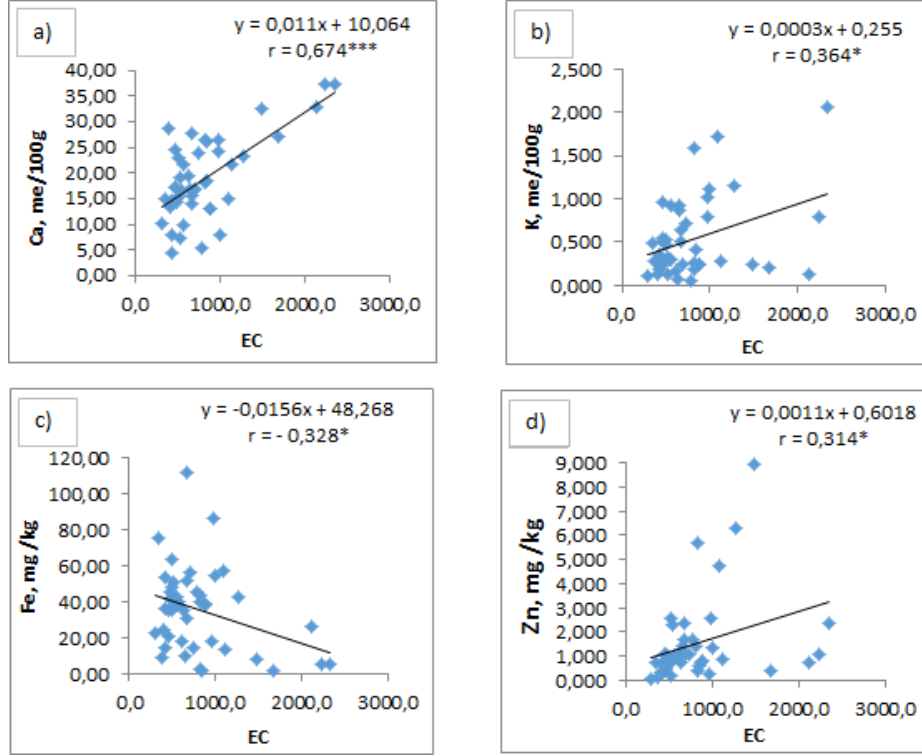 a)
y = 0,011x + 10,064
r = 0,674***
40,00
35,00
30,00
25,00
20,00
15,00
10,00
5,00
0,00
Ca, me/100g
0,0 1000,0 2000,0 3000,0
EC
b)
y = 0,0003x + 0,255
r = 0,364*
2,500
2,000
1,500
1,000
0,500
0,000
K, me/100g
0,0 1000,0 2000,0 3000,0
EC
c)
y = -0,0156x + 48,268
r = - 0,328*
120,00
100,00
80,00
60,00
40,00
20,00
0,00
Fe, mg /kg
0,0 1000,0 2000,0 3000,0
EC
d)
y = 0,0011x + 0,6018
r = 0,314*
9,000
8,000
7,000
6,000
5,000
4,000
3,000
2,000
1,000
0,000
Zn, mg /kg
0,0 1000,0 2000,0 3000,0
EC